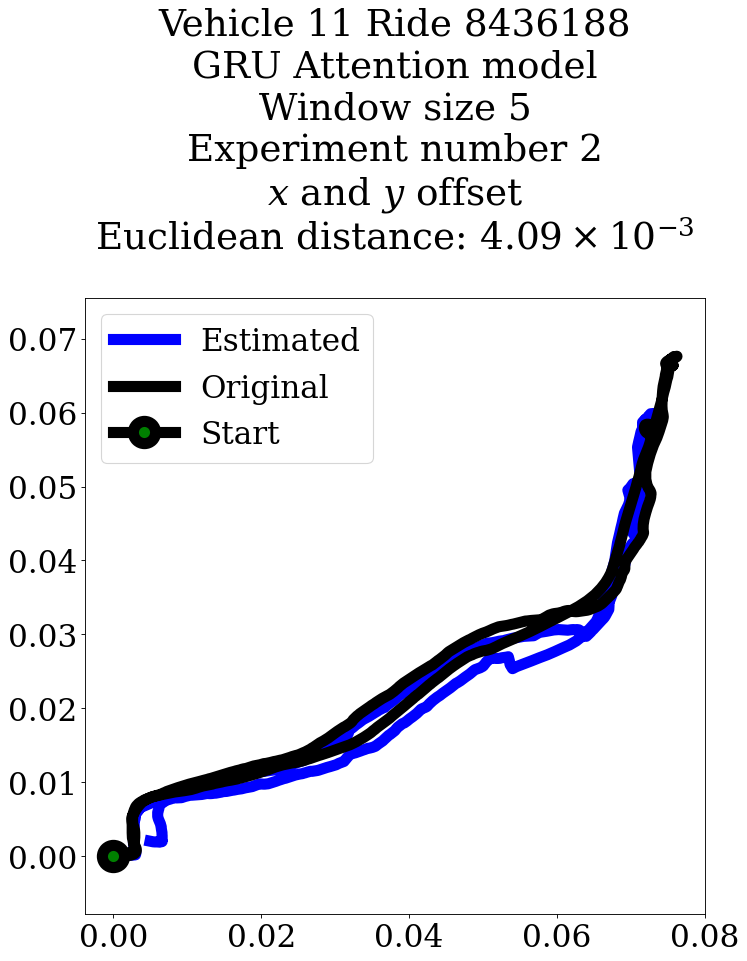 Vehicle 11 Ride 8436188
GRU Attention model
Window size 5
Experiment number 2
x and y offset
Euclidean distance: 4.09 × 10⁻³
Estimated
Original
Start
0.07
0.06
0.05
0.04
0.03
0.02
0.01
0.00
0.00 0.02 0.04 0.06 0.08